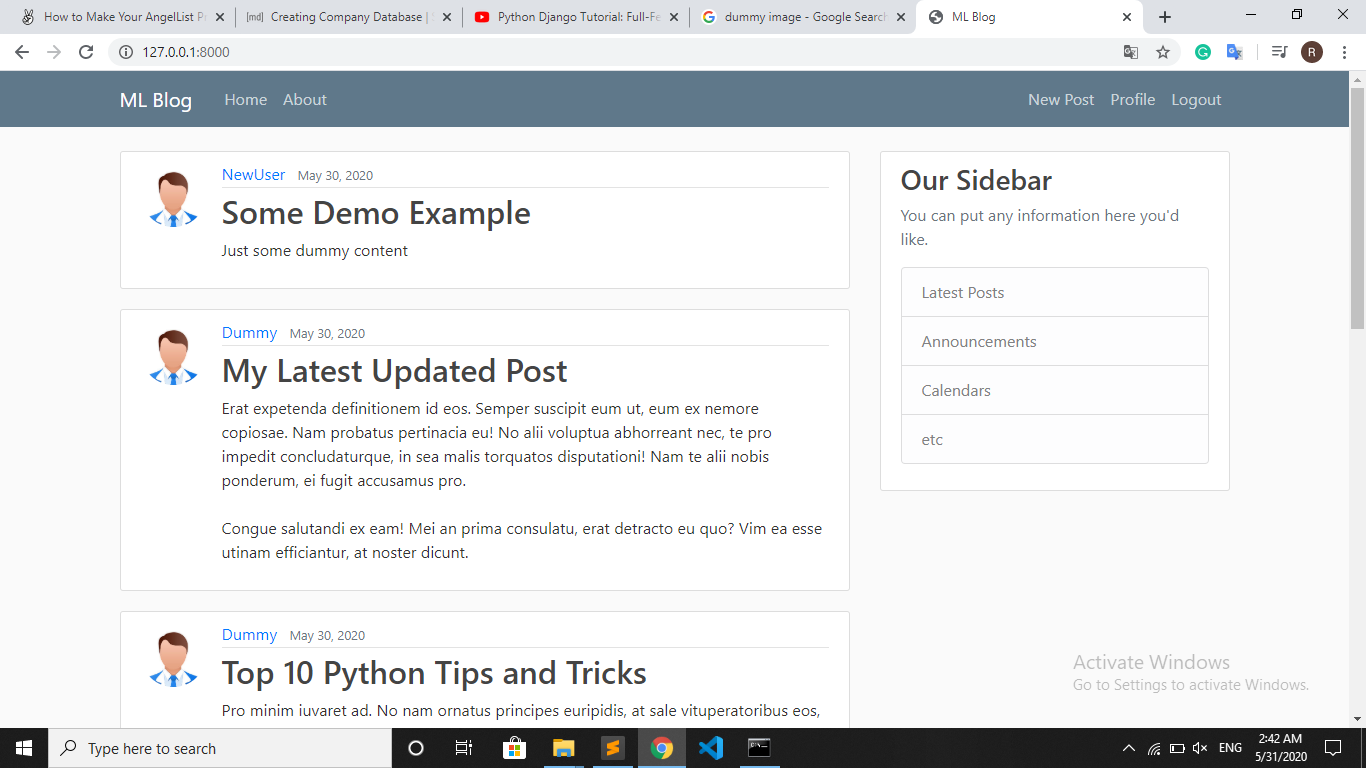 How to Make Your AngelList Pr
[md] Creating Company Database |
Python Django Tutorial: Full-Fe
dummy image - Google Search
ML Blog
127.0.0.1:8000
R
ML Blog Home About New Post Profile Logout
NewUser May 30, 2020
Some Demo Example
Just some dummy content
Dummy May 30, 2020
My Latest Updated Post
Erat expetenda definitionem id eos. Semper suscipit eum ut, eum ex nemore
copiosae. Nam probatus pertinacia eu! No alii voluptua abhorreant nec, te pro
impedit concludaturque, in sea malis torquatos disputationi! Nam te alii nobis
ponderum, ei fugit accusamus pro.
Congue salutandi ex eam! Mei an prima consulatu, erat detracto eu quo? Vim ea esse
utinam efficiantur, at noster dicunt.
Dummy May 30, 2020
Top 10 Python Tips and Tricks
Pro minim iuvaret ad. No nam ornatus principes euripidis, at sale vituperatoribus eos,
Our Sidebar
You can put any information here you'd
like.
Latest Posts
Announcements
Calendars
etc
Activate Windows
Go to Settings to activate Windows.
Type here to search
ENG
2:42 AM
5/31/2020